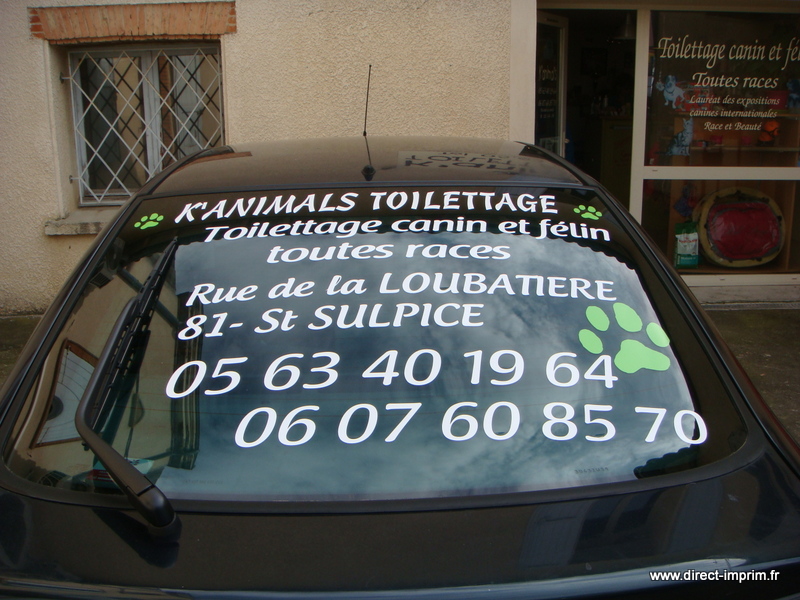 K'ANIMALS TOILETTAGE
Toilettage canin et félin
toutes races
Rue de la LOUBATIERE
81- St SULPICE
05 63 40 19 64
06 07 60 85 70
Toilettage canin et fél
Toutes races
Lauréat des expositions
canines internationales
Race et Beauté
www.direct-imprim.fr